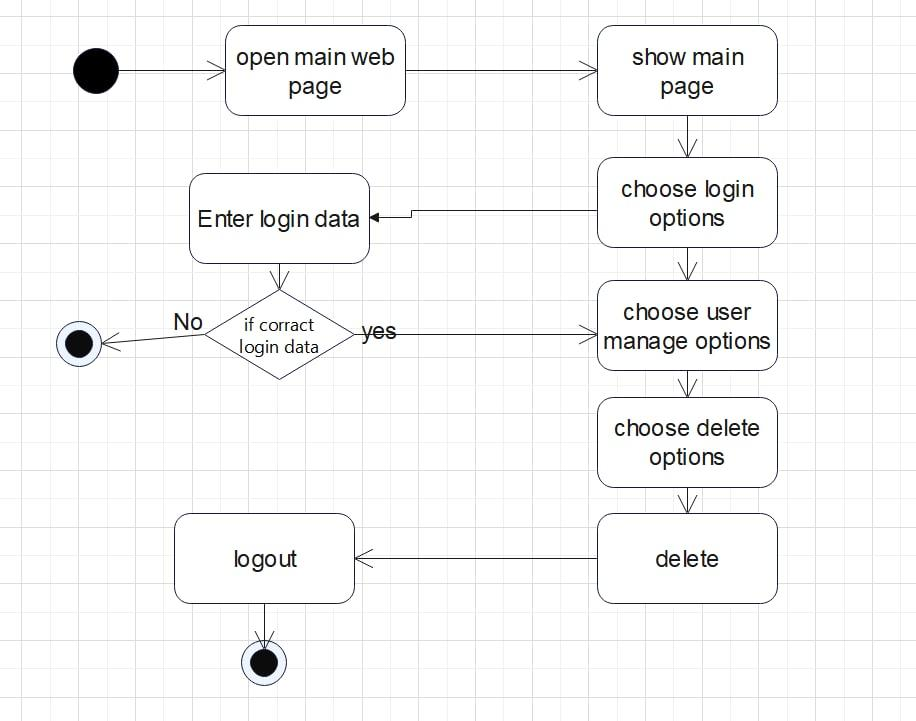 open main web
page
show main
page
choose login
options
Enter login data
if corract
login data
No
yes
choose user
manage options
choose delete
options
delete
logout